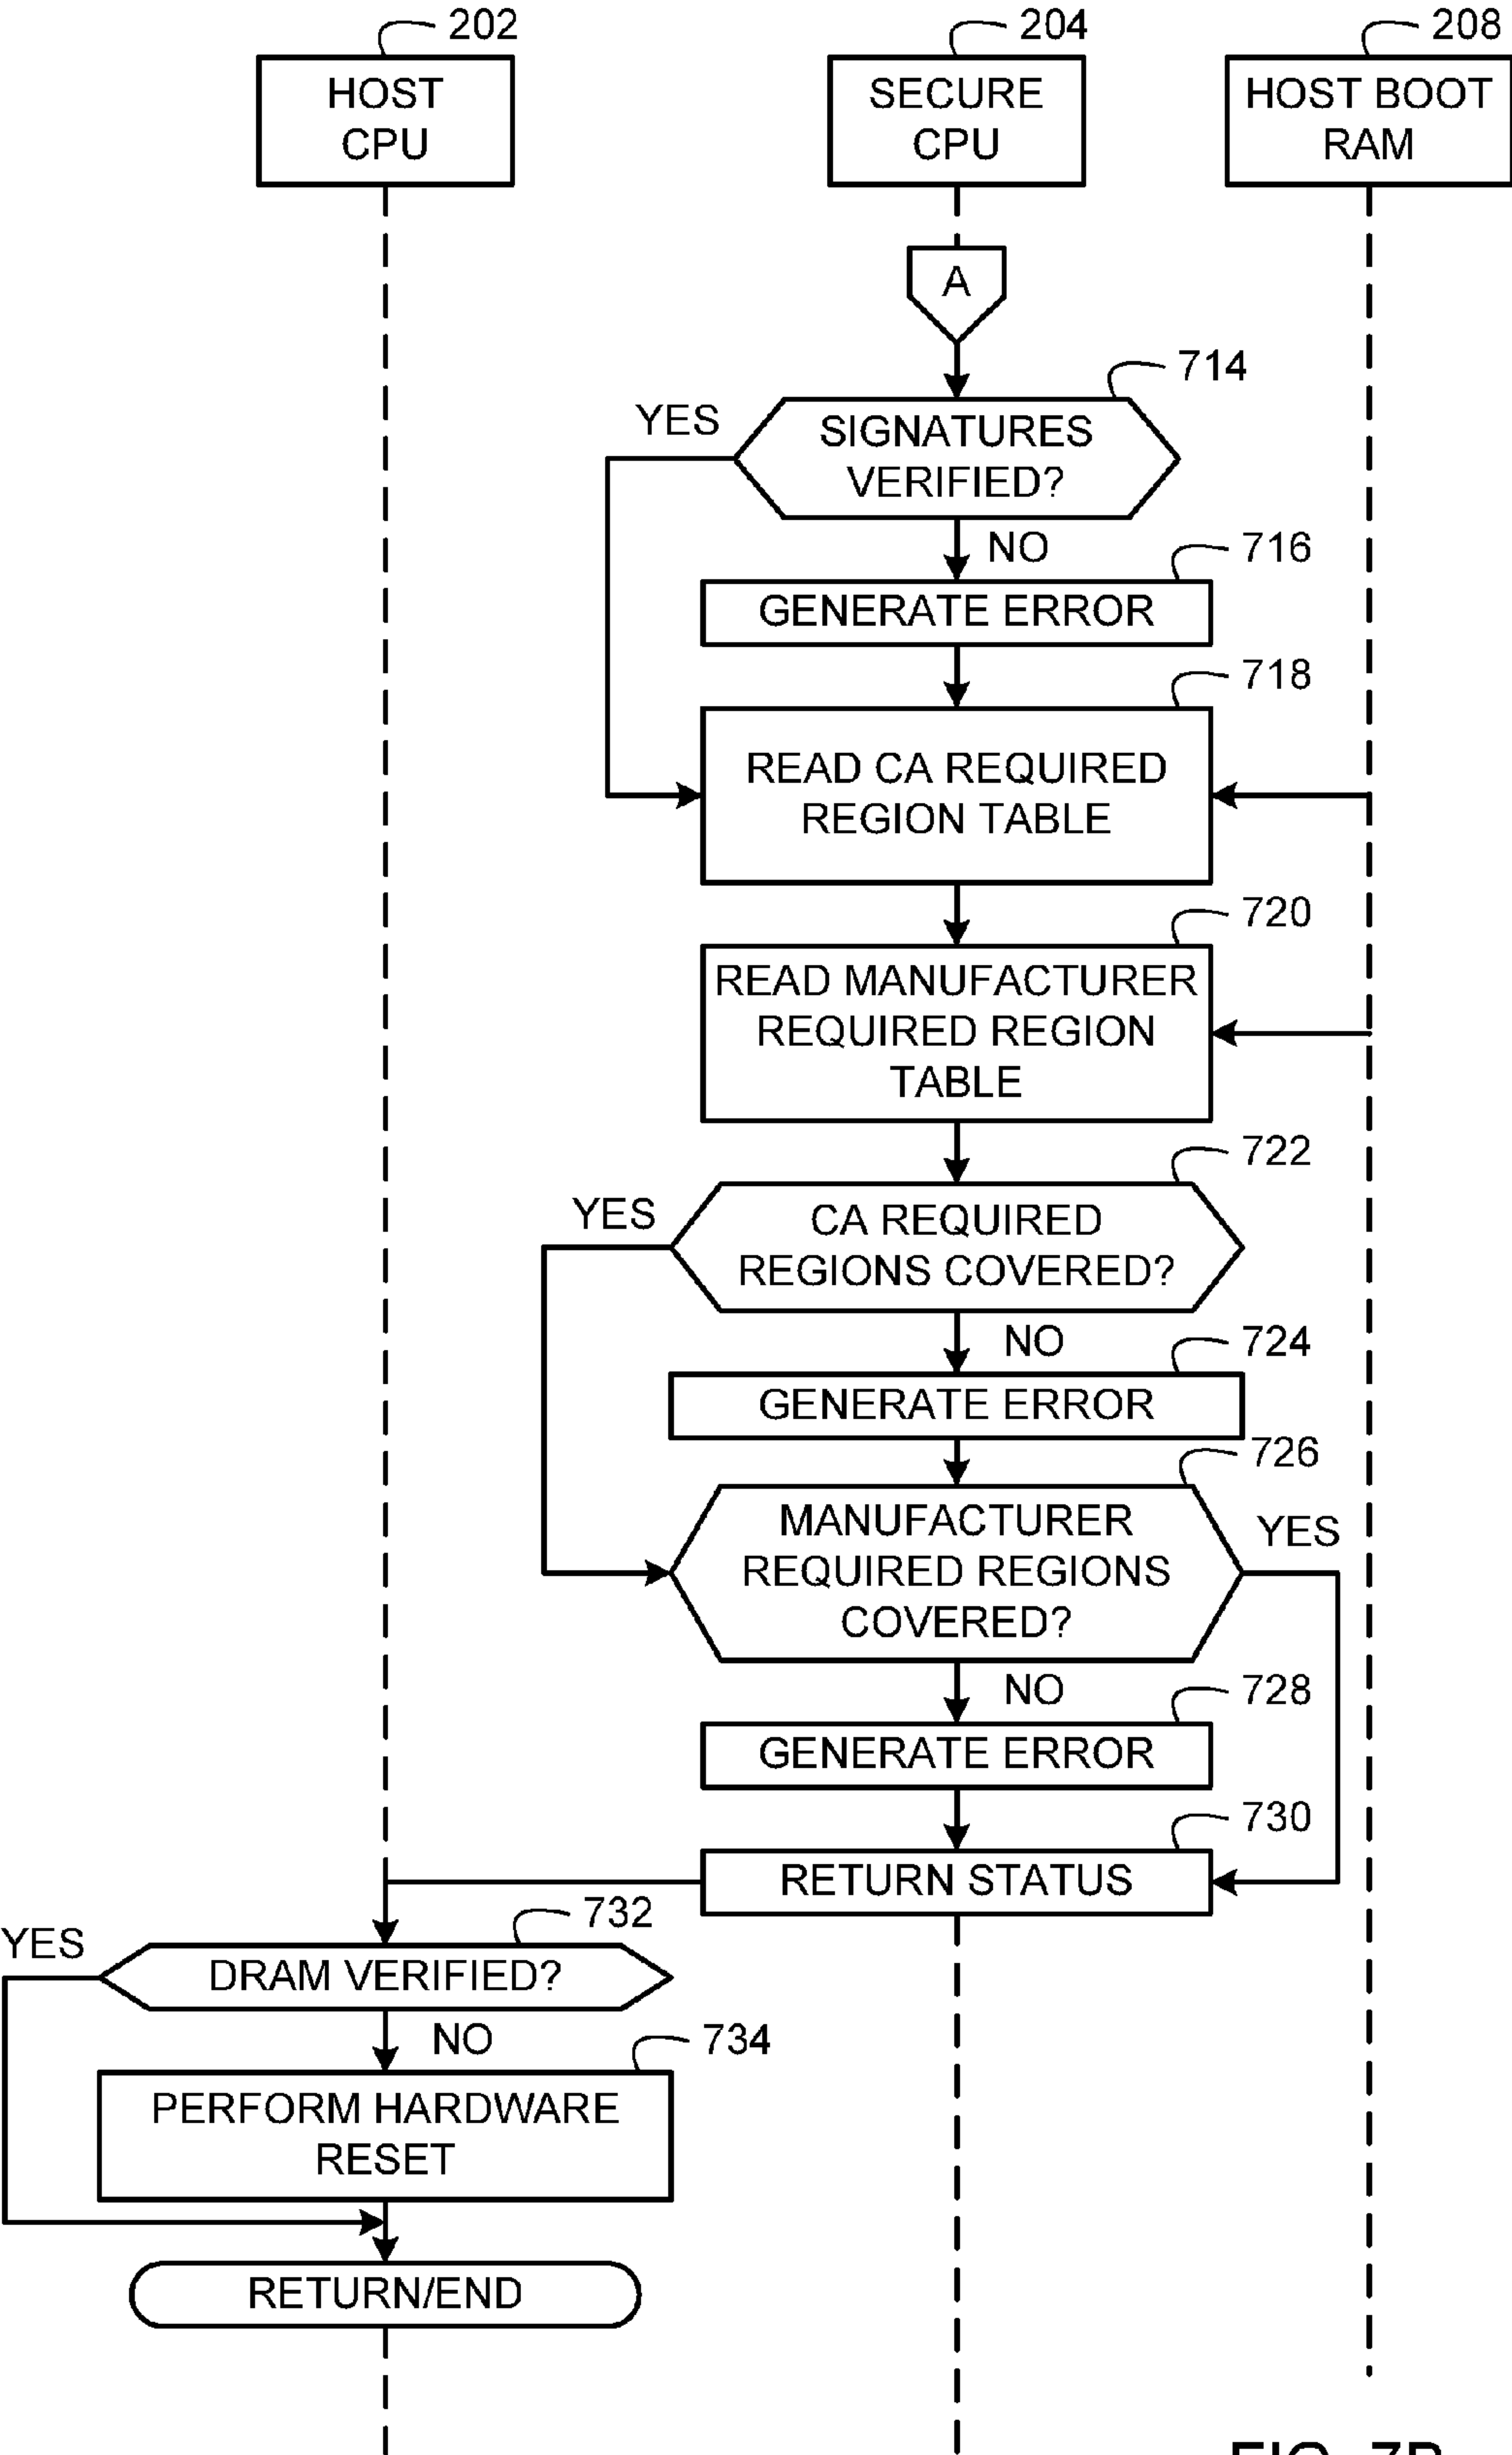 202
204
208
HOST
CPU
SECURE
CPU
HOST BOOT
RAM
A
714
YES
SIGNATURES
VERIFIED?
NO
716
GENERATE ERROR
718
READ CA REQUIRED
REGION TABLE
720
READ MANUFACTURER
REQUIRED REGION
TABLE
722
YES
CA REQUIRED
REGIONS COVERED?
NO
724
GENERATE ERROR
726
MANUFACTURER
REQUIRED REGIONS
COVERED?
YES
NO
728
GENERATE ERROR
730
RETURN STATUS
732
YES
DRAM VERIFIED?
NO
734
PERFORM HARDWARE
RESET
RETURN/END
FIG. 7B